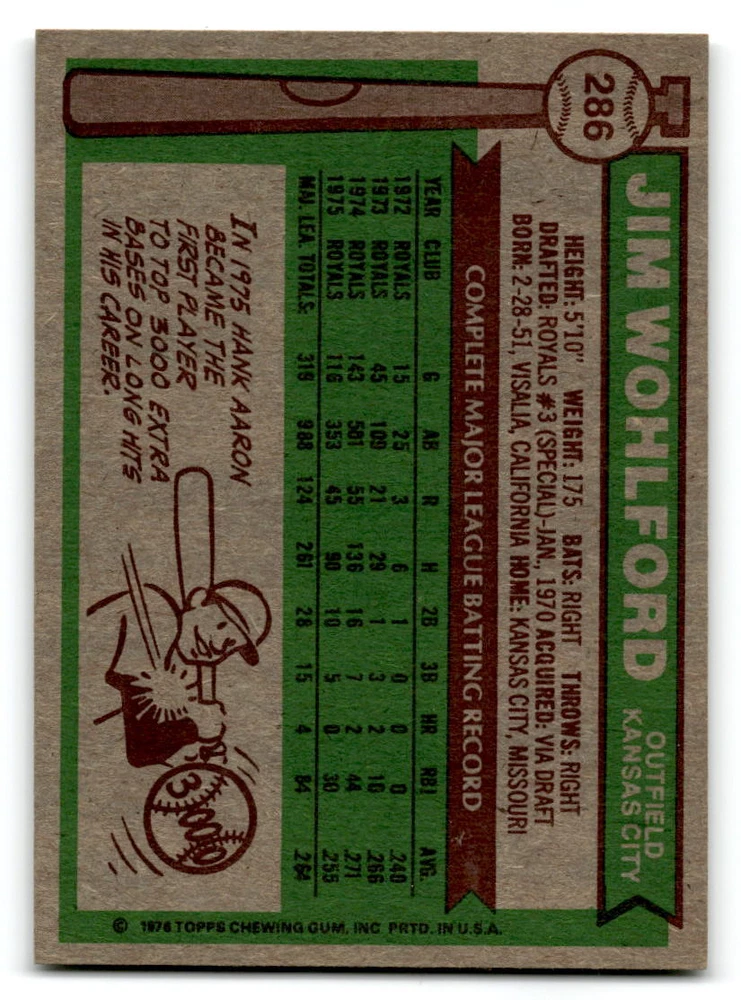 286
JIM WOHLFORD
OUTFIELD
KANSAS CITY
HEIGHT: 5'10" WEIGHT: 175 BATS: RIGHT THROWS: RIGHT
DRAFTED: ROYALS #3 (SPECIAL)-JAN., 1970 ACQUIRED: VIA DRAFT
BORN: 2-28-51, VISALIA, CALIFORNIA HOME: KANSAS CITY, MISSOURI
COMPLETE MAJOR LEAGUE BATTING RECORD
YEAR CLUB G AB R H 2B 3B HR RBI AVG.
1972 ROYALS 15 25 3 6 1 0 0 0 .240
1973 ROYALS 45 109 21 29 1 3 2 10 .266
1974 ROYALS 143 501 55 136 16 7 2 44 .271
1975 ROYALS 116 353 45 90 10 5 0 30 .255
MAJ. LEA. TOTALS 319 988 124 261 28 15 4 84 .264
IN 1975 HANK AARON
BECAME THE
FIRST PLAYER
TO TOP 3000 EXTRA
BASES ON LONG HITS
IN HIS CAREER.
3000
© 1976 TOPPS CHEWING GUM, INC. PRTD. IN U.S.A.